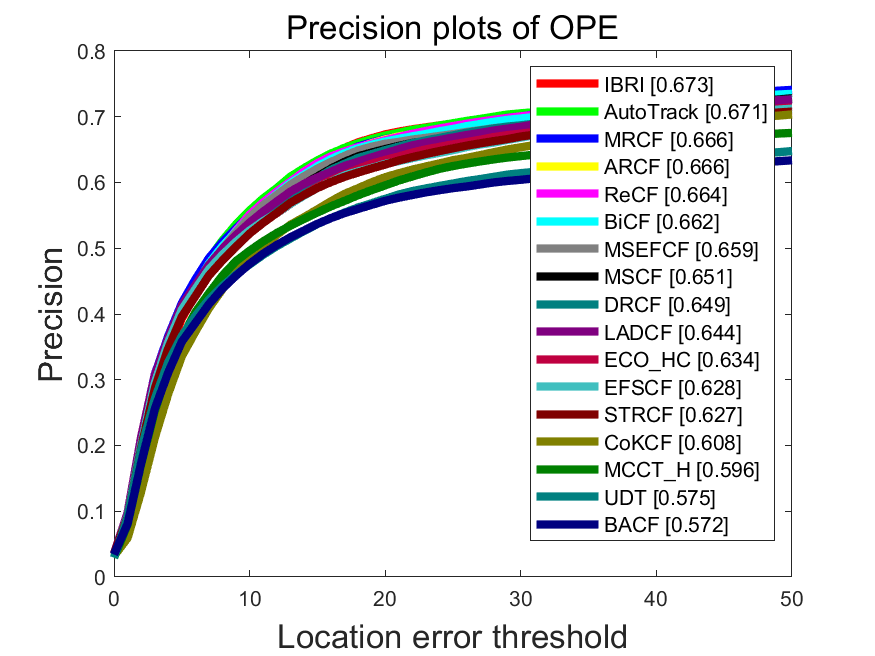 Precision plots of OPE
0.8
0.7
0.6
0.5
0.4
0.3
0.2
0.1
0
Precision
IBRI [0.673]
AutoTrack [0.671]
MRCF [0.666]
ARCF [0.666]
ReCF [0.664]
BiCF [0.662]
MSEFCF [0.659]
MSCF [0.651]
DRCF [0.649]
LADCF [0.644]
ECO_HC [0.634]
EFSCF [0.628]
STRCF [0.627]
CoKCF [0.608]
MCCT_H [0.596]
UDT [0.575]
BACF [0.572]
0 10 20 30 40 50
Location error threshold